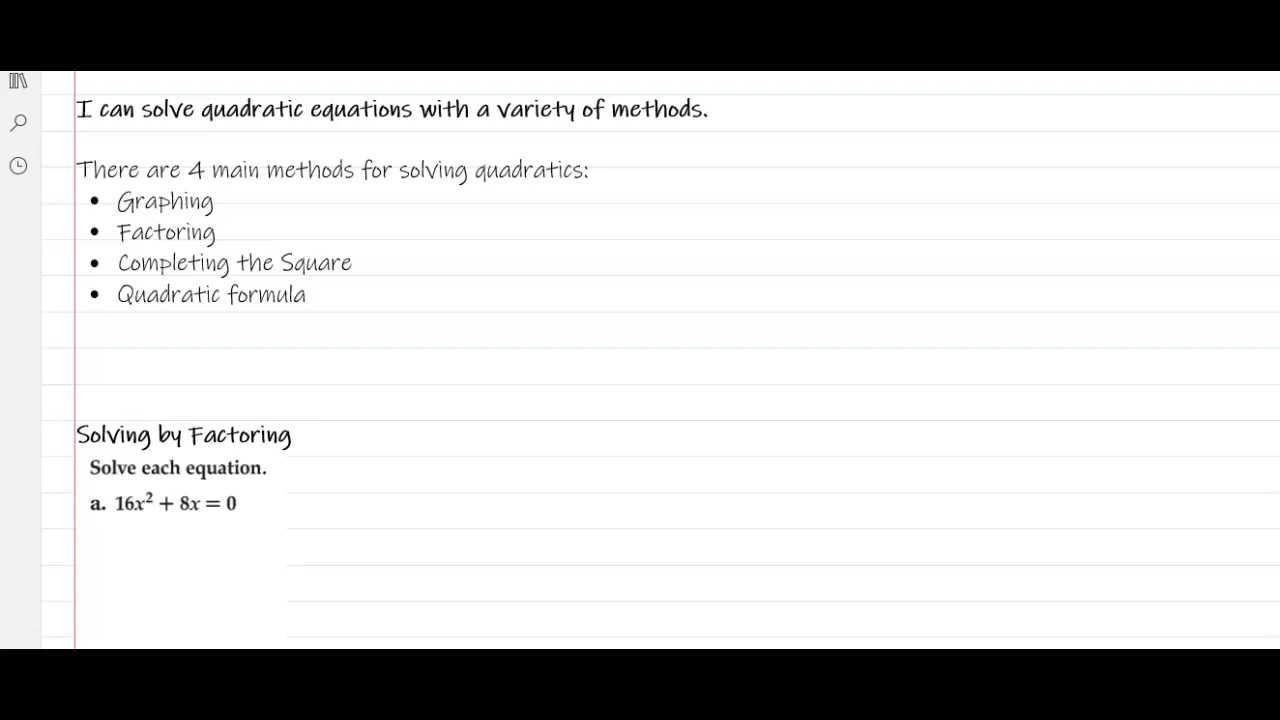 I can solve quadratic equations with a variety of methods.
There are 4 main methods for solving quadratics:
• Graphing
• Factoring
• Completing the Square
• Quadratic formula
Solving by Factoring
Solve each equation.
a. 16x² + 8x = 0